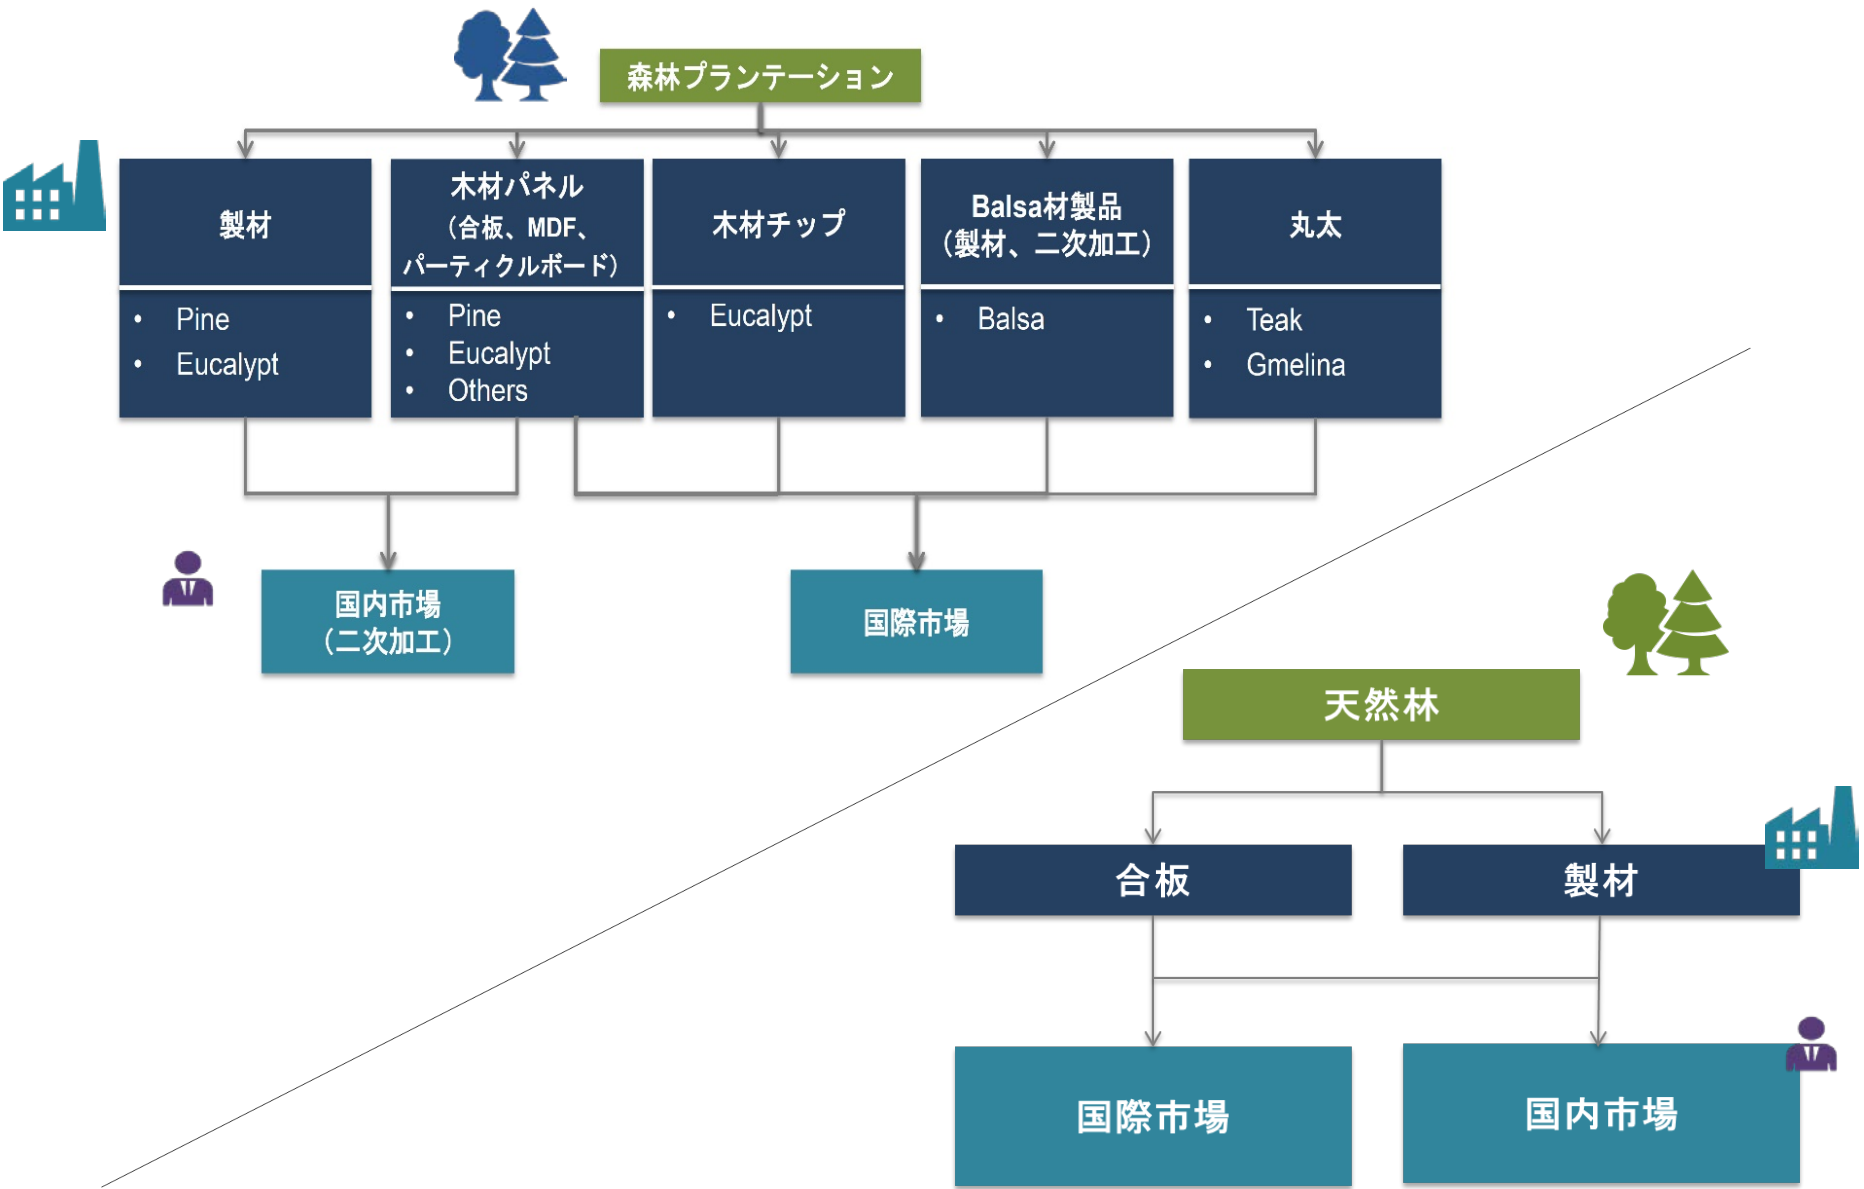 森林プランテーション
製材
• Pine
• Eucalypt
木材パネル
（合板、MDF、
パーティクルボード）
• Pine
• Eucalypt
• Others
木材チップ
• Eucalypt
Balsa材製品
（製材、二次加工）
• Balsa
丸太
• Teak
• Gmelina
国内市場
（二次加工）
国際市場
天然林
合板
製材
国際市場
国内市場